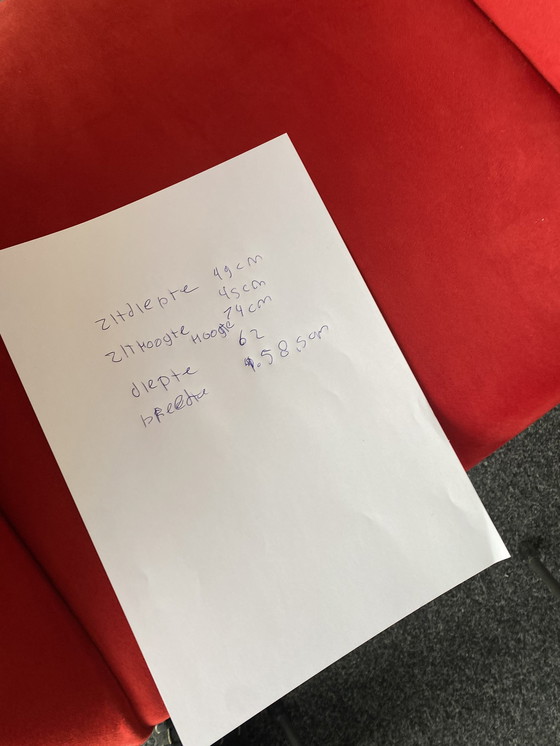 zitdiepte 49cm
zithoogte 45cm
Hoogte 74cm
diepte 62
breedte 58,5cm